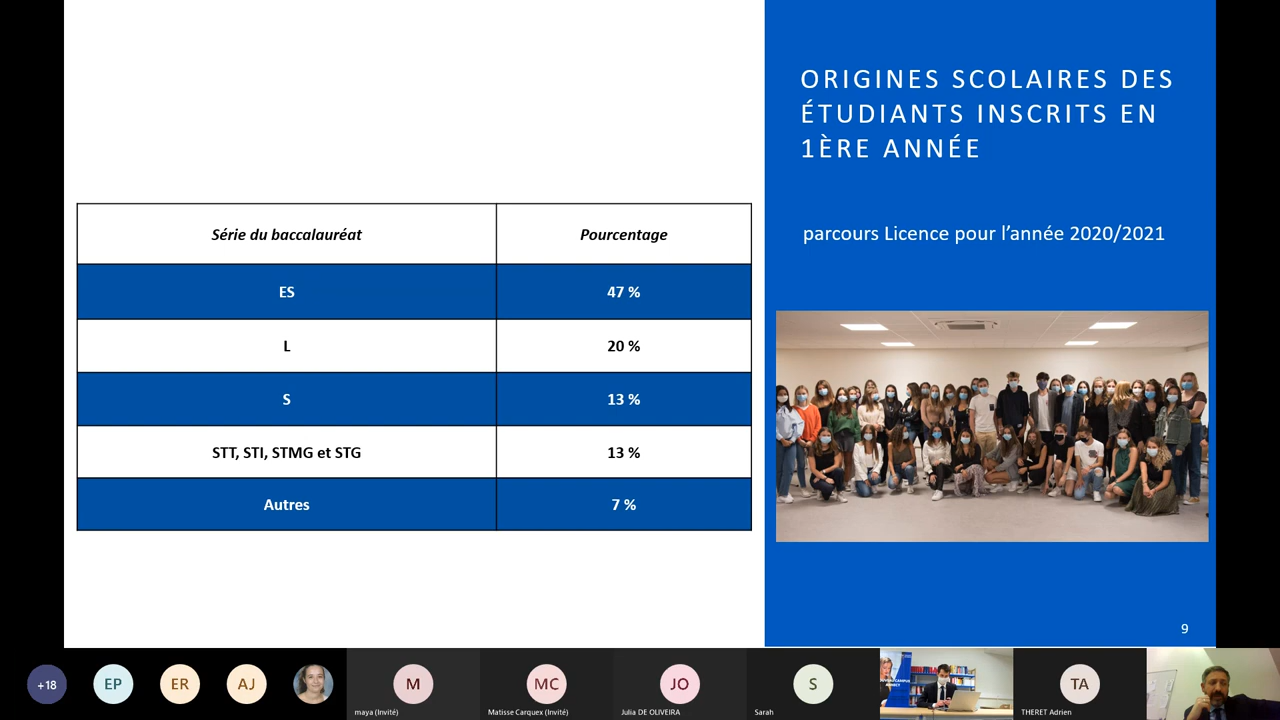 ORIGINES SCOLAIRES DES
ÉTUDIANTS INSCRITS EN
1ÈRE ANNÉE
parcours Licence pour l'année 2020/2021
Série du baccalauréat
Pourcentage
ES
47 %
L
20 %
S
13 %
STT, STI, STMG et STG
13 %
Autres
7 %
9
+18
EP
ER
AJ
M
maya (Invité)
MC
Matisse Carquex (Invité)
JO
Julia DE OLIVEIRA
S
Sarah
TA
THERET Adrien